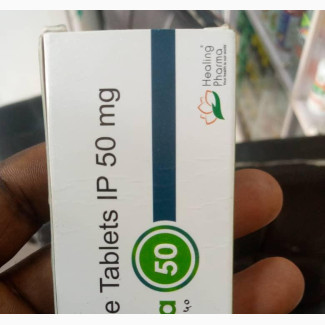 Healing
Pharma
e Tablets IP 50 mg
a 50